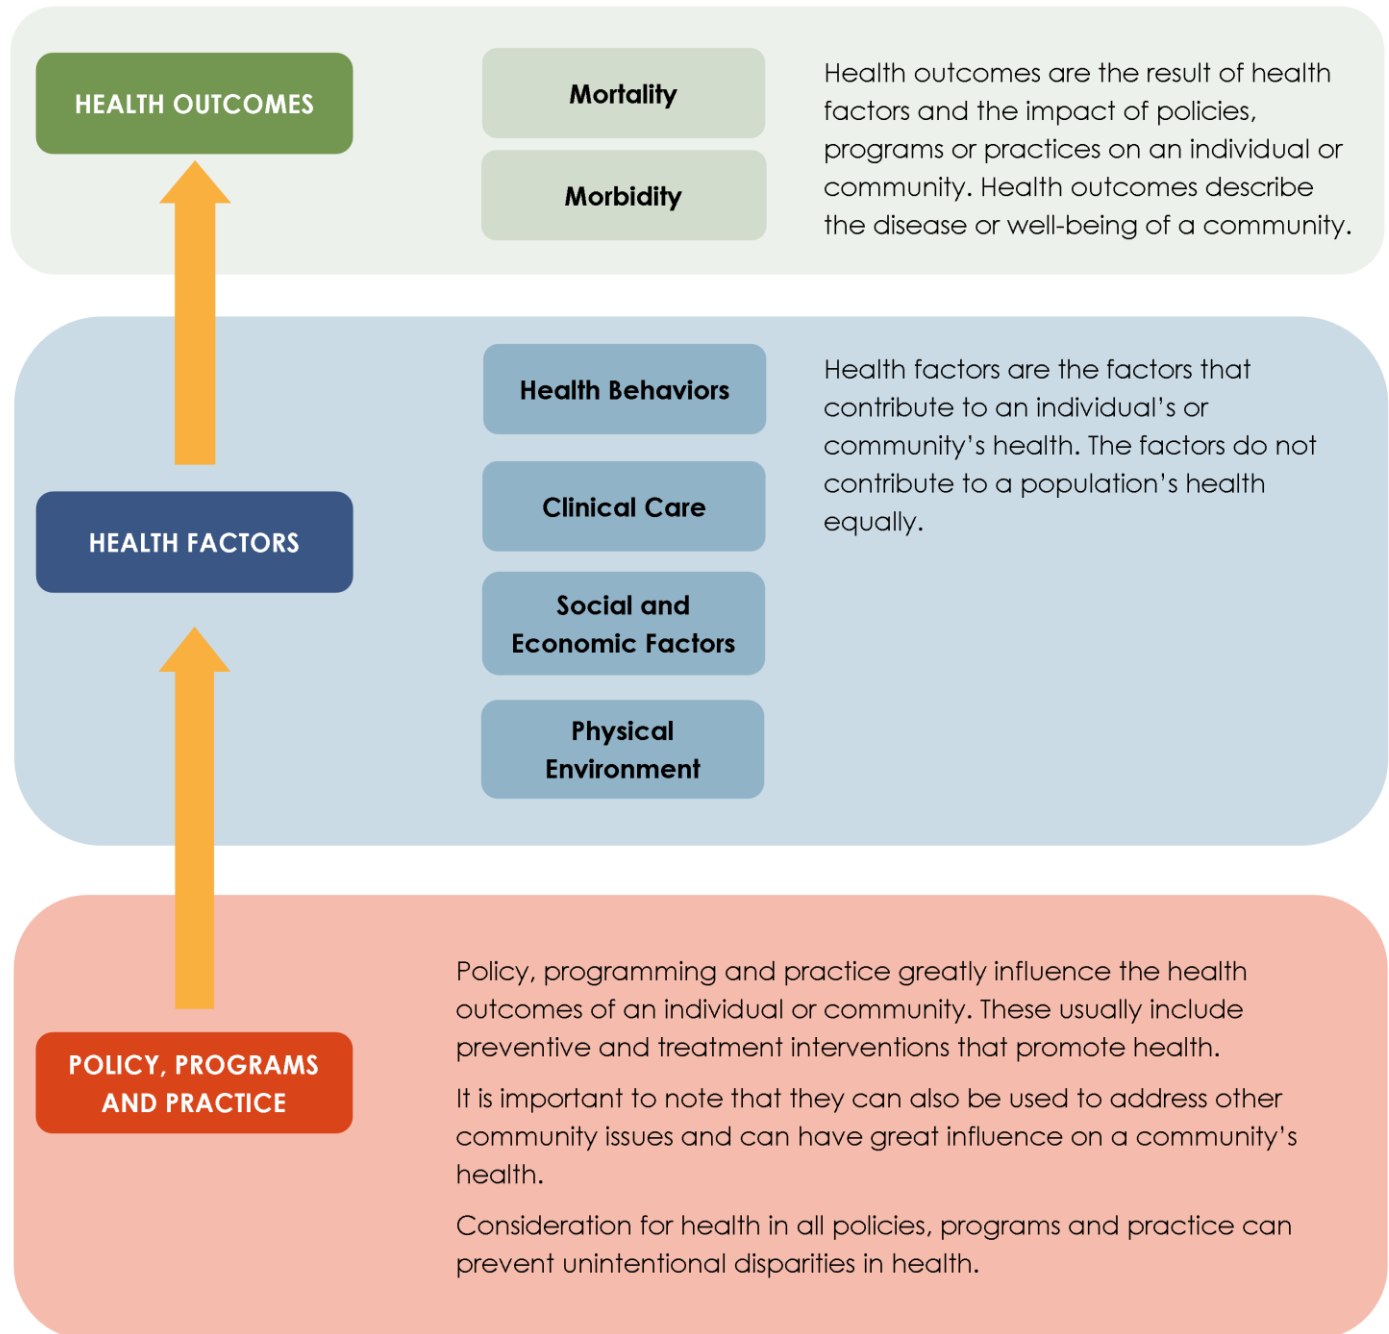 HEALTH OUTCOMES
Mortality
Morbidity
Health outcomes are the result of health
factors and the impact of policies,
programs or practices on an individual or
community. Health outcomes describe
the disease or well-being of a community.
HEALTH FACTORS
Health Behaviors
Clinical Care
Social and
Economic Factors
Physical
Environment
Health factors are the factors that
contribute to an individual’s or
community’s health. The factors do not
contribute to a population’s health
equally.
POLICY, PROGRAMS
AND PRACTICE
Policy, programming and practice greatly influence the health
outcomes of an individual or community. These usually include
preventive and treatment interventions that promote health.
It is important to note that they can also be used to address other
community issues and can have great influence on a community’s
health.
Consideration for health in all policies, programs and practice can
prevent unintentional disparities in health.